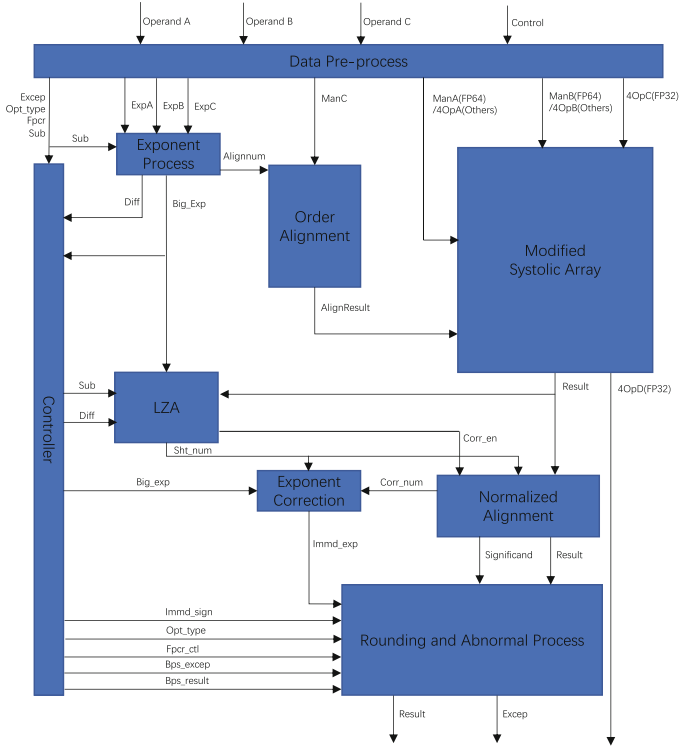 Operand A
Operand B
Operand C
Control
Data Pre-process
Excep
Opt_type
Fpcr
Sub
ExpA
ExpB
ExpC
ManC
ManA(FP64)
/4OpA(Others)
ManB(FP64)
/4OpB(Others)
4OpC(FP32)
Sub
Exponent
Process
Alignnum
Diff
Big_Exp
Order
Alignment
Modified
Systolic Array
AlignResult
Controller
Sub
Diff
LZA
Result
4OpD(FP32)
Corr_en
Sht_num
Big_exp
Exponent
Correction
Corr_num
Normalized
Alignment
Immd_exp
Significand
Result
Immd_sign
Opt_type
Fpcr_ctl
Bps_excep
Bps_result
Rounding and Abnormal Process
Result
Excep